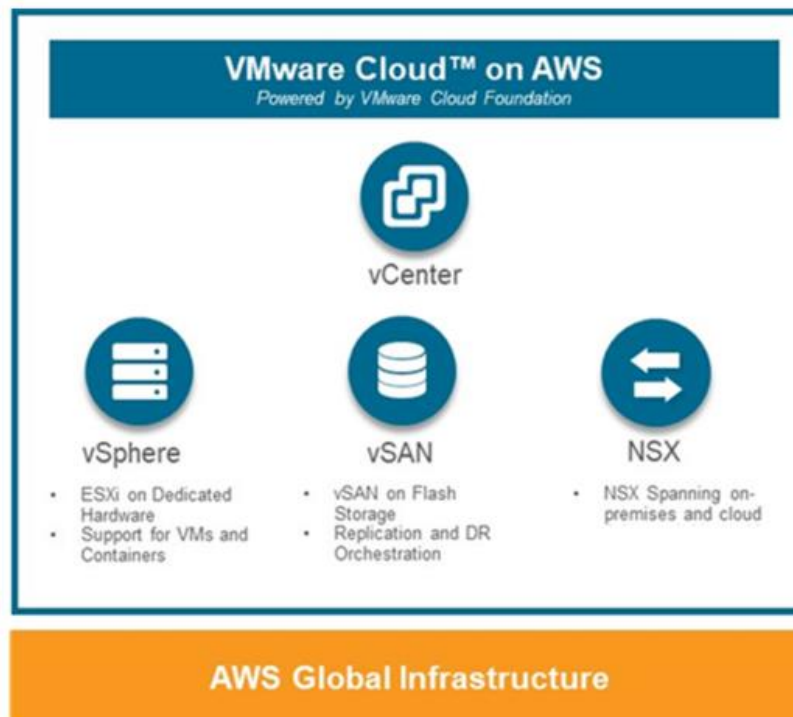 VMware Cloud™ on AWS
Powered by VMware Cloud Foundation
vCenter
vSphere
• ESXi on Dedicated
Hardware
• Support for VMs and
Containers
vSAN
• vSAN on Flash
Storage
• Replication and DR
Orchestration
NSX
• NSX Spanning on-
premises and cloud
AWS Global Infrastructure